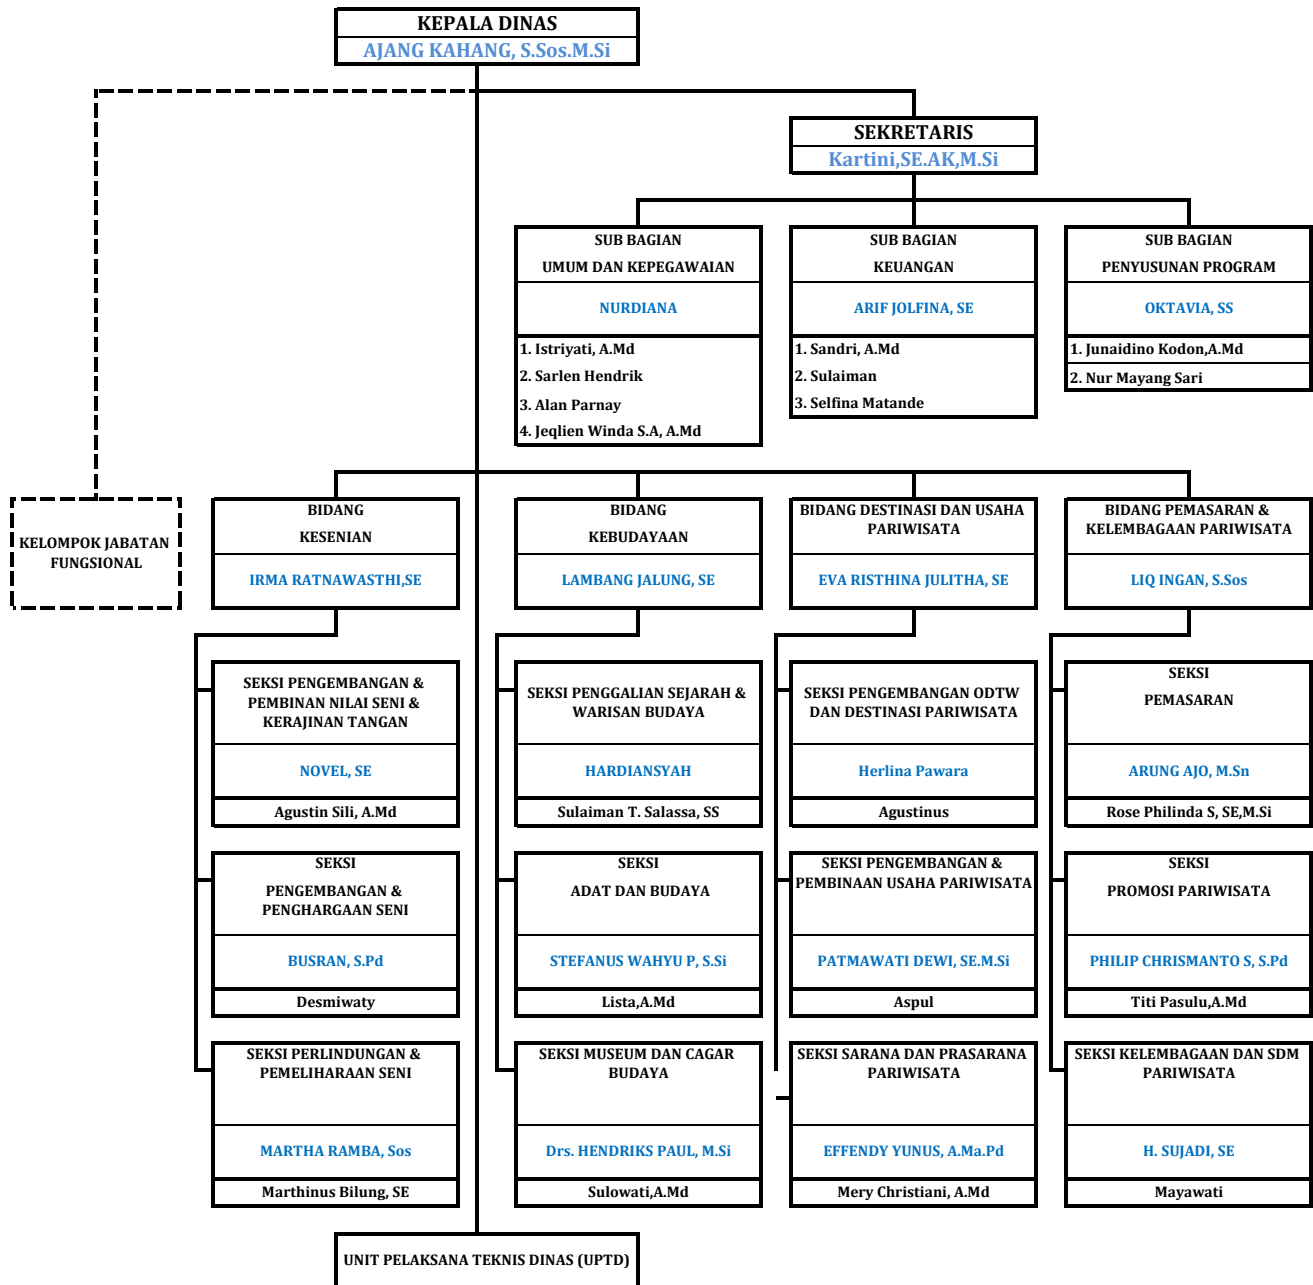 KEPALA DINAS
AJANG KAHANG, S.Sos.M.Si
SEKRETARIS
Kartini,SE.AK,M.Si
SUB BAGIAN
UMUM DAN KEPEGAWAIAN
NURDIANA
1. Istriyati, A.Md
2. Sarlen Hendrik
3. Alan Parnay
4. Jeqlien Winda S.A, A.Md
SUB BAGIAN
KEUANGAN
ARIF JOLFINA, SE
1. Sandri, A.Md
2. Sulaiman
3. Selfina Matande
SUB BAGIAN
PENYUSUNAN PROGRAM
OKTAVIA, SS
1. Junaidino Kodon,A.Md
2. Nur Mayang Sari
KELOMPOK JABATAN
FUNGSIONAL
BIDANG
KESENIAN
IRMA RATNAWASTHI,SE
SEKSI PENGEMBANGAN &
PEMBINAN NILAI SENI &
KERAJINAN TANGAN
NOVEL, SE
Agustin Sili, A.Md
SEKSI
PENGEMBANGAN &
PENGHARGAAN SENI
BUSRAN, S.Pd
Desmiwaty
SEKSI PERLINDUNGAN &
PEMELIHARAAN SENI
MARTHA RAMBA, Sos
Marthinus Bilung, SE
BIDANG
KEBUDAYAAN
LAMBANG JALUNG, SE
SEKSI PENGGALIAN SEJARAH &
WARISAN BUDAYA
HARDIANSYAH
Sulaiman T. Salassa, SS
SEKSI
ADAT DAN BUDAYA
STEFANUS WAHYU P, S.Si
Lista,A.Md
SEKSI MUSEUM DAN CAGAR
BUDAYA
Drs. HENDRIKS PAUL, M.Si
Sulowati,A.Md
BIDANG DESTINASI DAN USAHA
PARIWISATA
EVA RISTHINA JULITHA, SE
SEKSI PENGEMBANGAN ODTW
DAN DESTINASI PARIWISATA
Herlina Pawara
Agustinus
SEKSI PENGEMBANGAN &
PEMBINAAN USAHA PARIWISATA
PATMAWATI DEWI, SE.M.Si
Aspul
SEKSI SARANA DAN PRASARANA
PARIWISATA
EFFENDY YUNUS, A.Ma.Pd
Mery Christiani, A.Md
BIDANG PEMASARAN &
KELEMBAGAAN PARIWISATA
LIQ INGAN, S.Sos
SEKSI
PEMASARAN
ARUNG AJO, M.Sn
Rose Philinda S, SE,M.Si
SEKSI
PROMOSI PARIWISATA
PHILIP CHRISMANTO S, S.Pd
Titi Pasulu,A.Md
SEKSI KELEMBAGAAN DAN SDM
PARIWISATA
H. SUJADI, SE
Mayawati
UNIT PELAKSANA TEKNIS DINAS (UPTD)